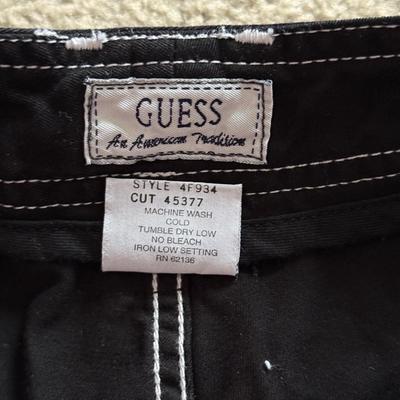 GUESS
An American Tradition
STYLE 4F934
CUT 45377
MACHINE WASH
COLD
TUMBLE DRY LOW
NO BLEACH
IRON LOW SETTING
RN 62136